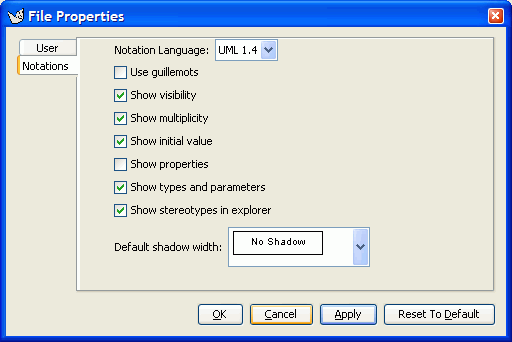 File Properties
User
Notations
Notation Language: UML 1.4
Use guillemots
Show visibility
Show multiplicity
Show initial value
Show properties
Show types and parameters
Show stereotypes in explorer
Default shadow width: No Shadow
OK Cancel Apply Reset To Default